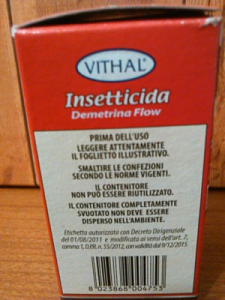 VITHAL®
Insetticida
Demetrina Flow
PRIMA DELL'USO
LEGGERE ATTENTAMENTE
IL FOGLIETTO ILLUSTRATIVO.
SMALTIRE LE CONFEZIONI
SECONDO LE NORME VIGENTI.
IL CONTENITORE
NON PUÒ ESSERE RIUTILIZZATO.
IL CONTENITORE COMPLETAMENTE
SVUOTATO NON DEVE ESSERE
DISPERSO NELL'AMBIENTE.
Etichetta autorizzata con Decreto Dirigenziale
del 01/08/2011 e modificata ai sensi dell'art. 7,
comma 1, D.P.R. n. 55/2012, con validità dal 9/12/2015
8 023868 004753